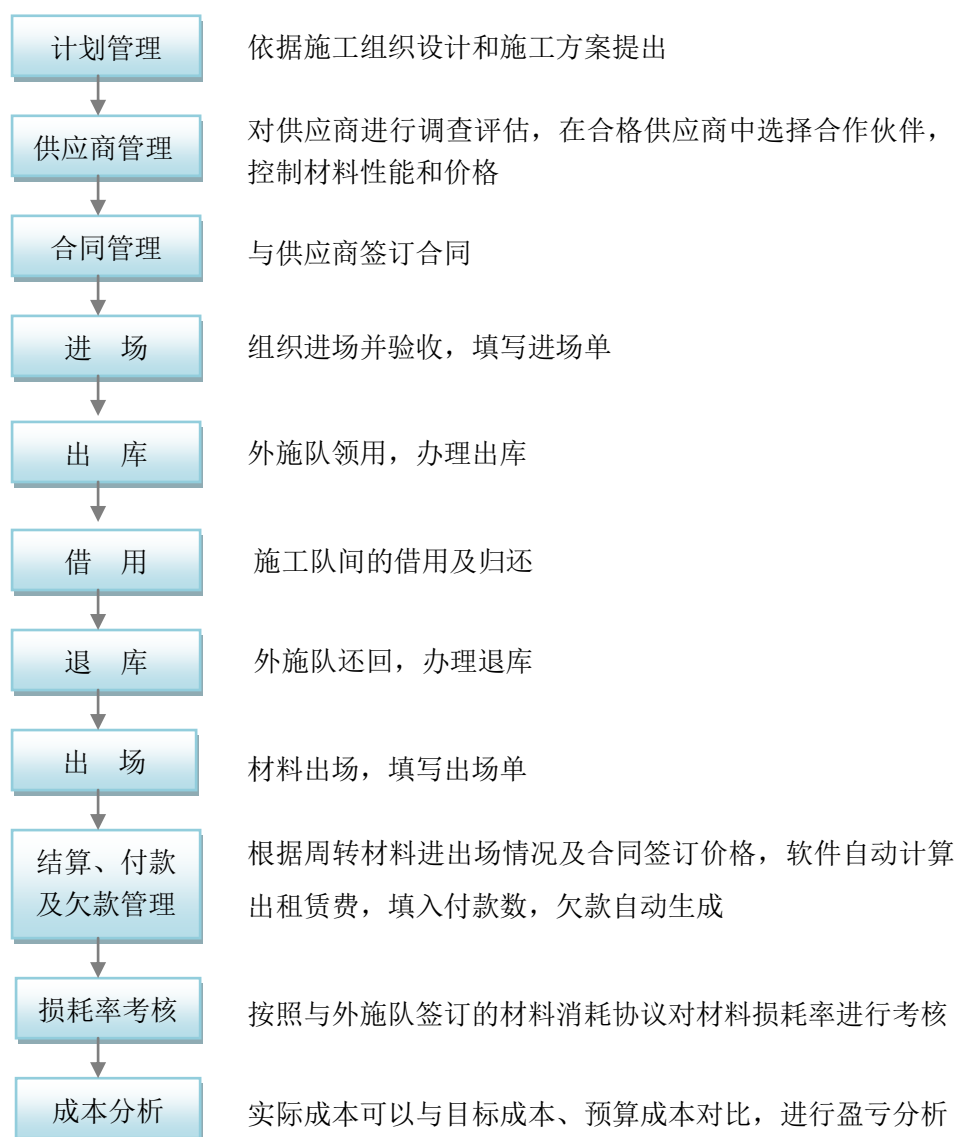 计划管理
依据施工组织设计和施工方案提出
供应商管理
对供应商进行调查评估，在合格供应商中选择合作伙伴，
控制材料性能和价格
合同管理
与供应商签订合同
进 场
组织进场并验收，填写进场单
出 库
外施队领用，办理出库
借 用
施工队间的借用及归还
退 库
外施队还回，办理退库
出 场
材料出场，填写出场单
结算、付款
及欠款管理
根据周转材料进出场情况及合同签订价格，软件自动计算
出租赁费，填入付款数，欠款自动生成
损耗率考核
按照与外施队签订的材料消耗协议对材料损耗率进行考核
成本分析
实际成本可以与目标成本、预算成本对比，进行盈亏分析